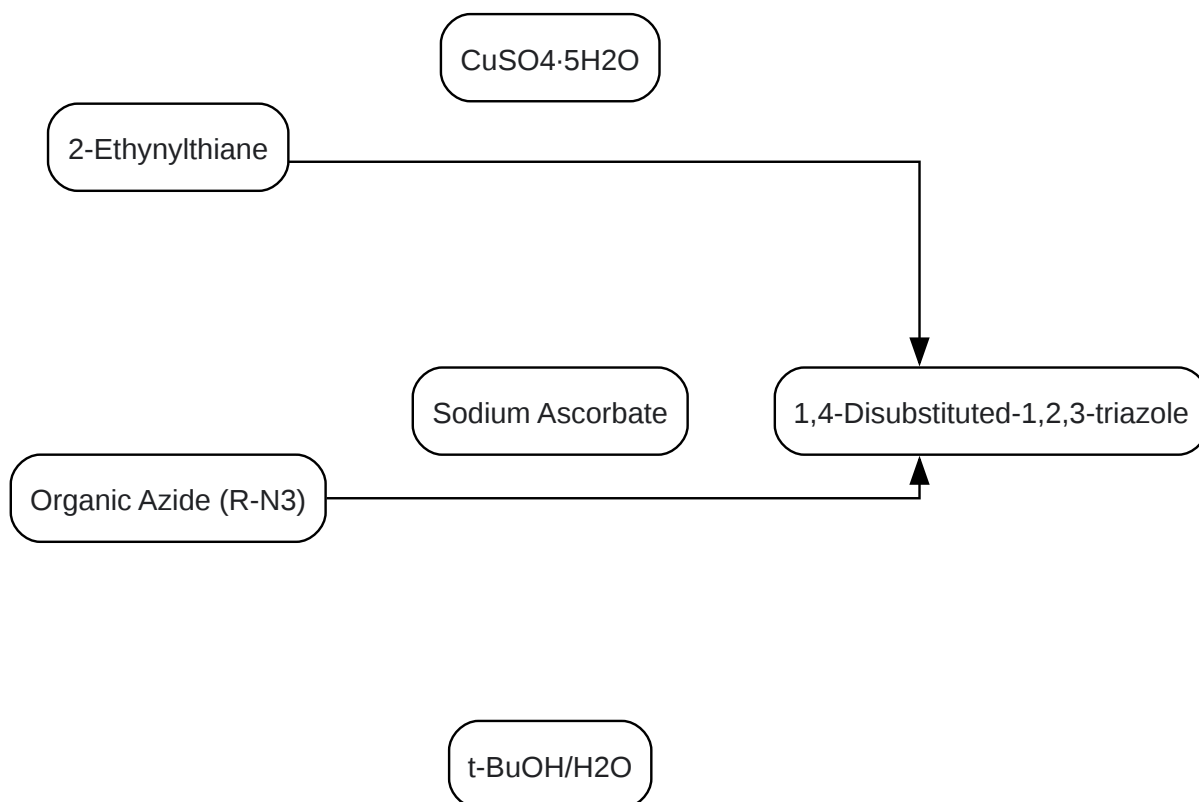 CuSO4·5H2O
2-Ethynylthiane
Sodium Ascorbate
1,4-Disubstituted-1,2,3-triazole
Organic Azide (R-N3)
t-BuOH/H2O